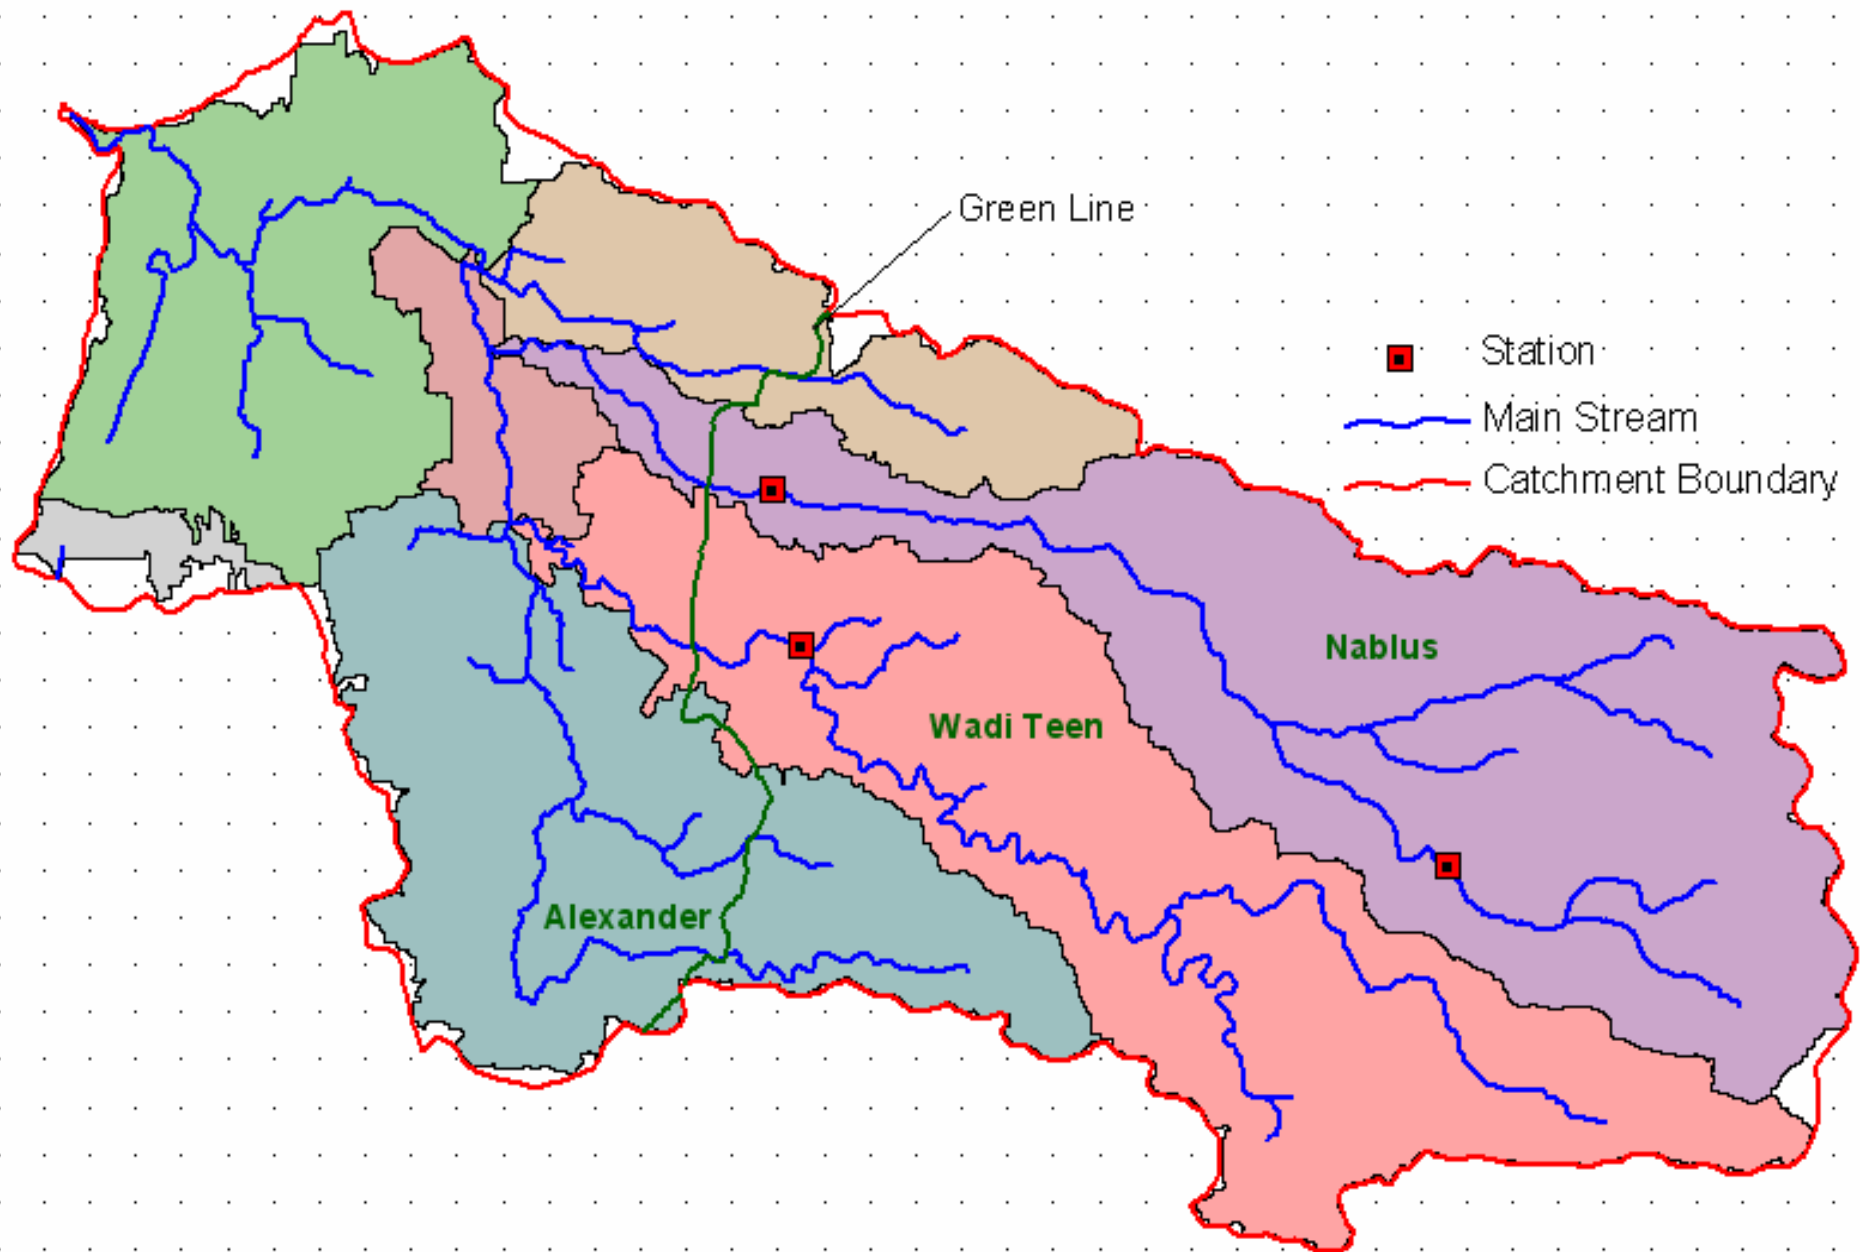 Green Line
Station
Main Stream
Catchment Boundary
Nablus
Wadi Teen
Alexander